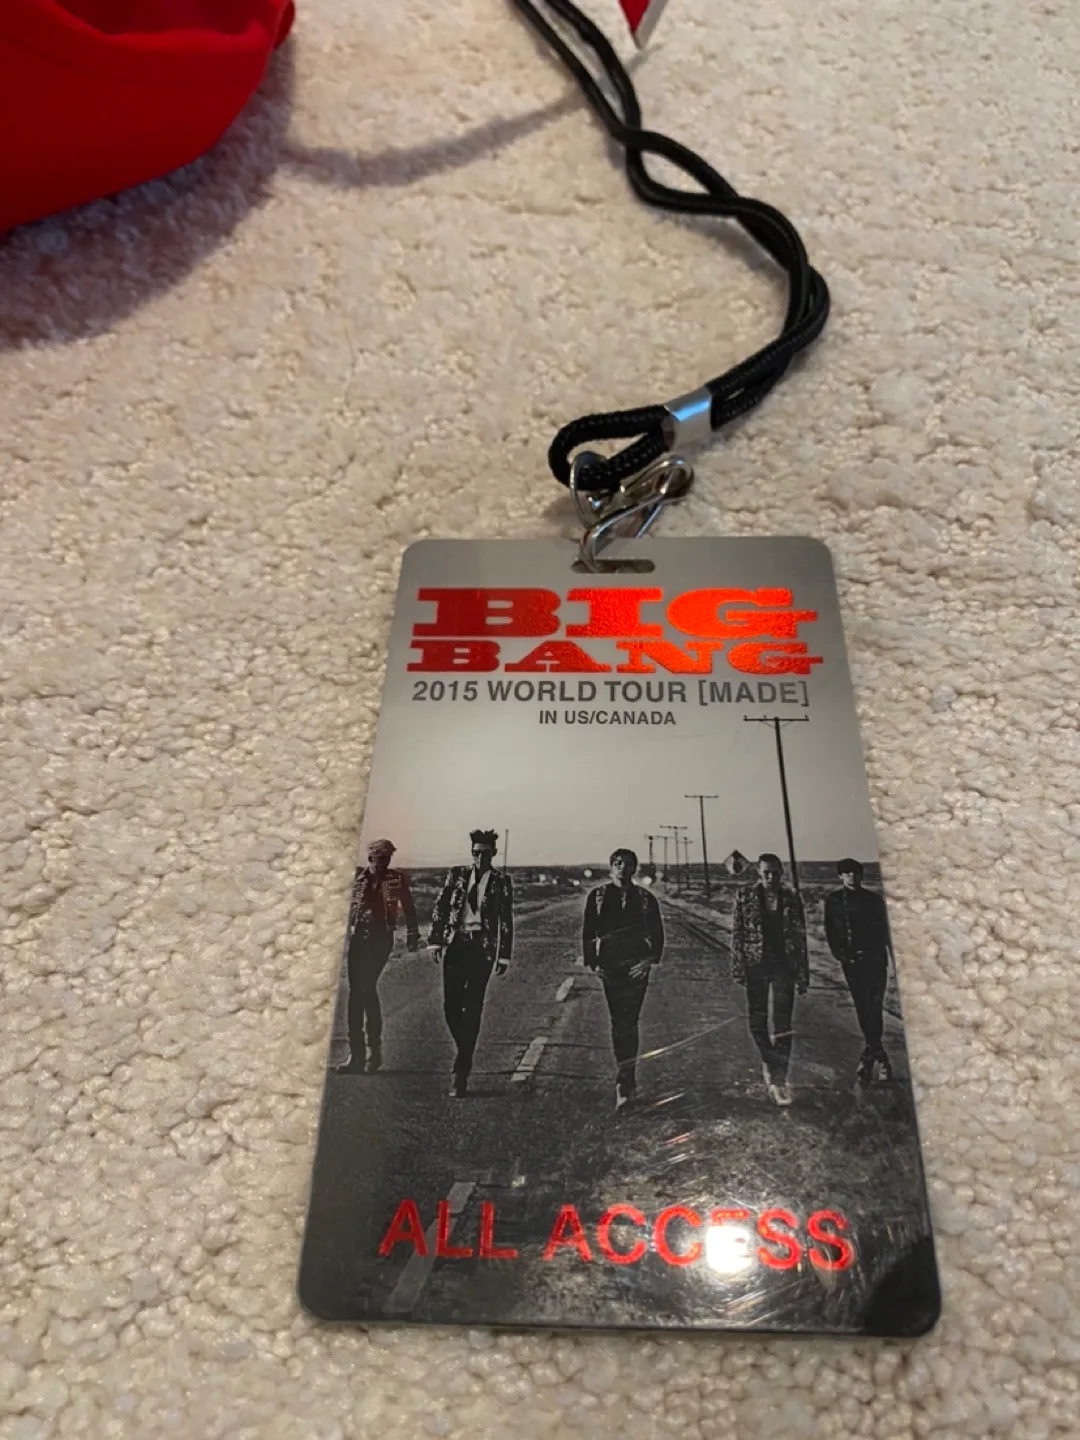 BIG
BANG
2015 WORLD TOUR [MADE]
IN US/CANADA
ALL ACCESS